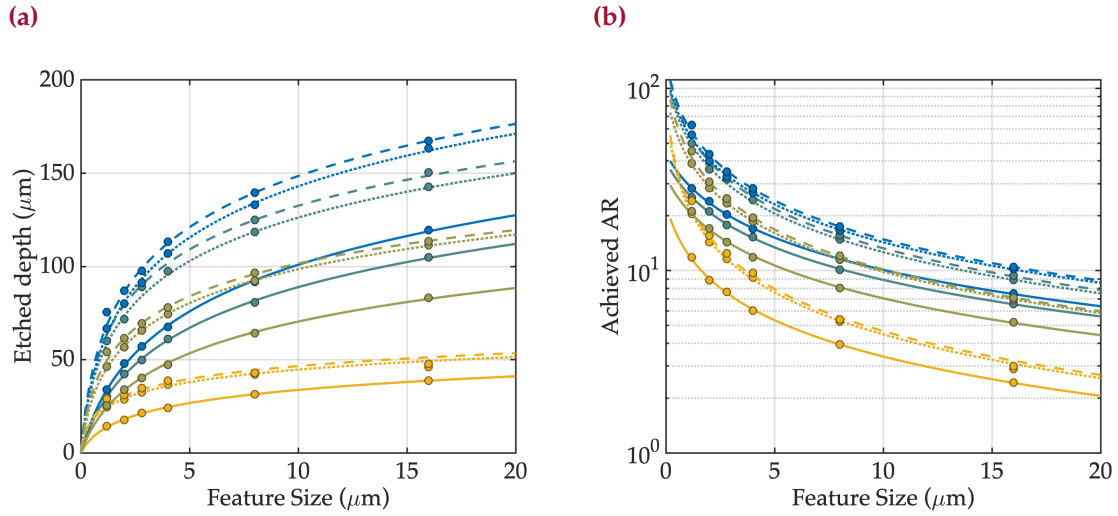 (a)
(b)
200
150
100
50
0
Etched depth (μm)
0 5 10 15 20
Feature Size (μm)
10²
10¹
10⁰
Achieved AR
0 5 10 15 20
Feature Size (μm)